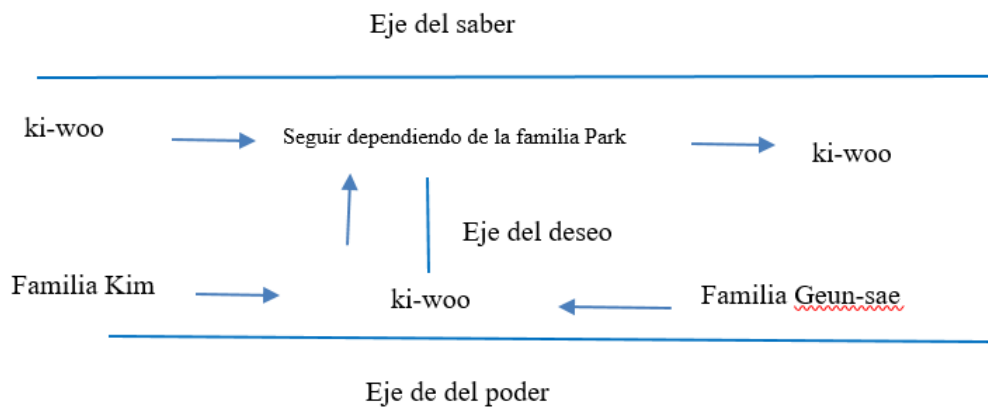 Eje del saber
ki-woo
Seguir dependiendo de la familia Park
ki-woo
Eje del deseo
Familia Kim
ki-woo
Familia Geun-sae
Eje de del poder